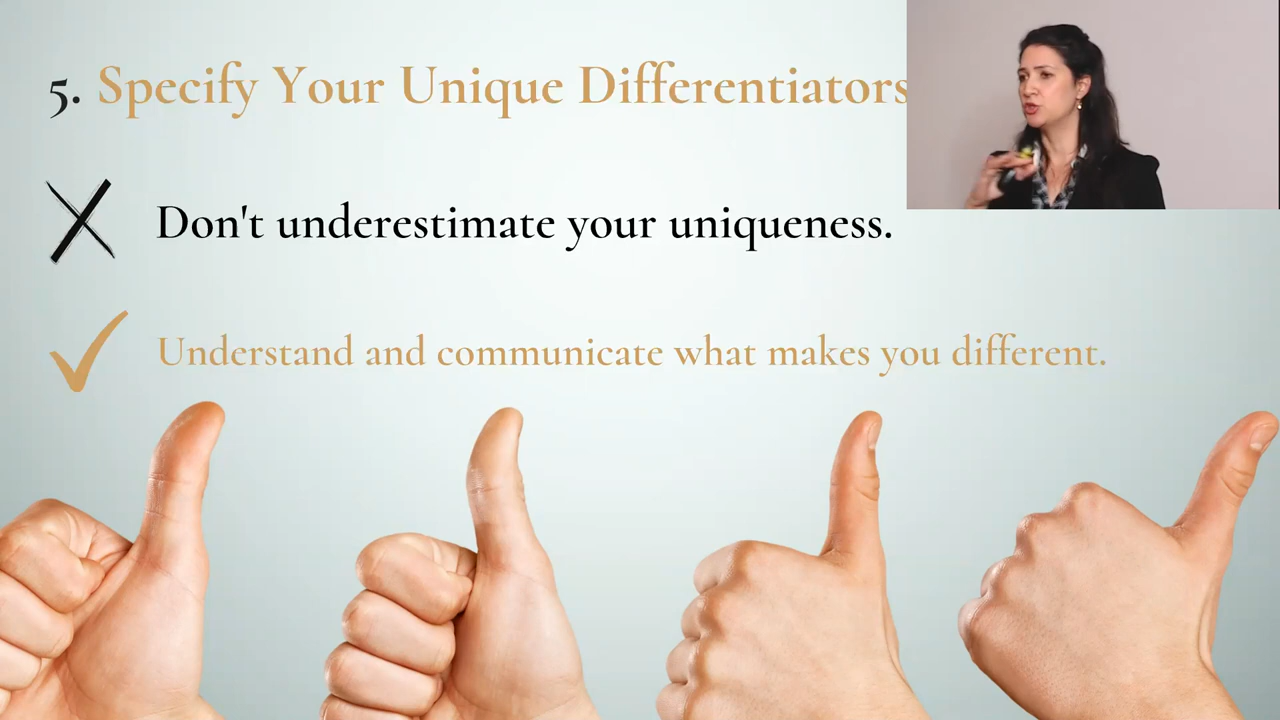 5. Specify Your Unique Differentiators
Don't underestimate your uniqueness.
Understand and communicate what makes you different.